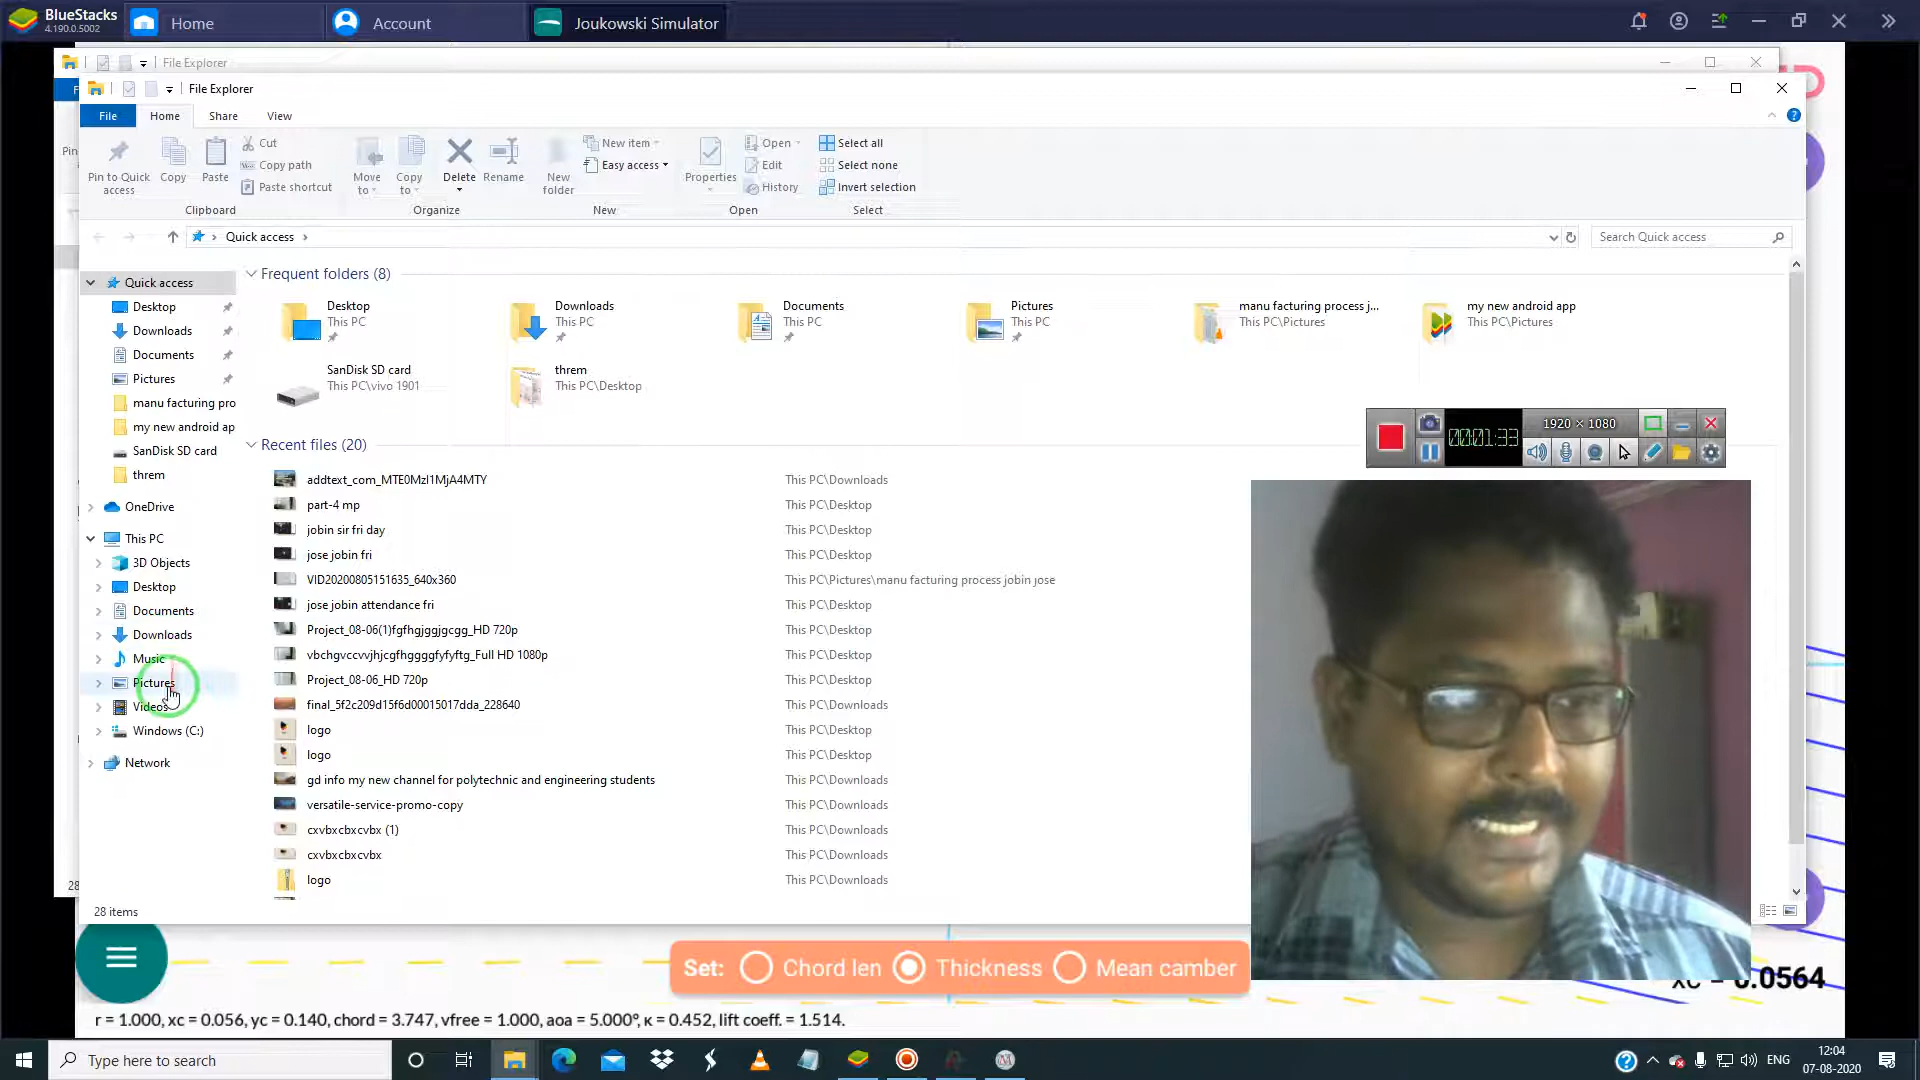 BlueStacks
4.190.0.5002
Home
Account
Joukowski Simulator
File Explorer
File Explorer
File
Home
Share
View
Pin to Quick access
Copy
Paste
Cut
Copy path
Paste shortcut
Clipboard
Move to
Copy to
Delete
Rename
Organize
New folder
New item
Easy access
New
Properties
Open
Edit
History
Open
Select all
Select none
Invert selection
Select
Quick access
Search Quick access
Quick access
Desktop
Downloads
Documents
Pictures
manu facturing pro
my new android ap
SanDisk SD card
threm
OneDrive
This PC
3D Objects
Desktop
Documents
Downloads
Music
Pictures
Videos
Windows (C:)
Network
Frequent folders (8)
Desktop
This PC
Downloads
This PC
Documents
This PC
Pictures
This PC
manu facturing process j...
This PC\Pictures
my new android app
This PC\Pictures
SanDisk SD card
This PC\vivo 1901
threm
This PC\Desktop
Recent files (20)
addtext_com_MTE0MzI1MjA4MTY This PC\Downloads
part-4 mp This PC\Desktop
jobin sir fri day This PC\Desktop
jose jobin fri This PC\Desktop
VID20200805151635_640x360 This PC\Pictures\manu facturing process jobin jose
jose jobin attendance fri This PC\Desktop
Project_08-06(1)fgfhgjggjgcgg_HD 720p This PC\Desktop
vbchgvccvvjhjcgfhggggfyfyftg_Full HD 1080p This PC\Desktop
Project_08-06_HD 720p This PC\Desktop
final_5f2c209d15f6d00015017dda_228640 This PC\Downloads
logo This PC\Desktop
logo This PC\Desktop
gd info my new channel for polytechnic and engineering students This PC\Downloads
versatile-service-promo-copy This PC\Downloads
cxvbxcbxcvbx (1) This PC\Downloads
cxvbxcbxcvbx This PC\Downloads
logo This PC\Downloads
28 items
00:01:33
1920 × 1080
Set: Chord len Thickness Mean camber
xc = 0.0564
r = 1.000, xc = 0.056, yc = 0.140, chord = 3.747, vfree = 1.000, aoa = 5.000°, κ = 0.452, lift coeff. = 1.514.
Type here to search
ENG
12:04
07-08-2020